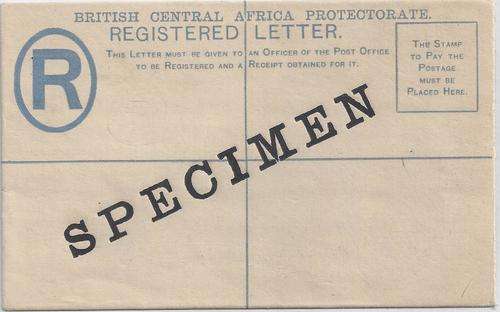 BRITISH CENTRAL AFRICA PROTECTORATE.
REGISTERED LETTER.
THIS LETTER MUST BE GIVEN TO AN OFFICER OF THE POST OFFICE
TO BE REGISTERED AND A RECEIPT OBTAINED FOR IT.
R
THE STAMP
TO PAY THE
POSTAGE
MUST BE
PLACED HERE.
SPECIMEN